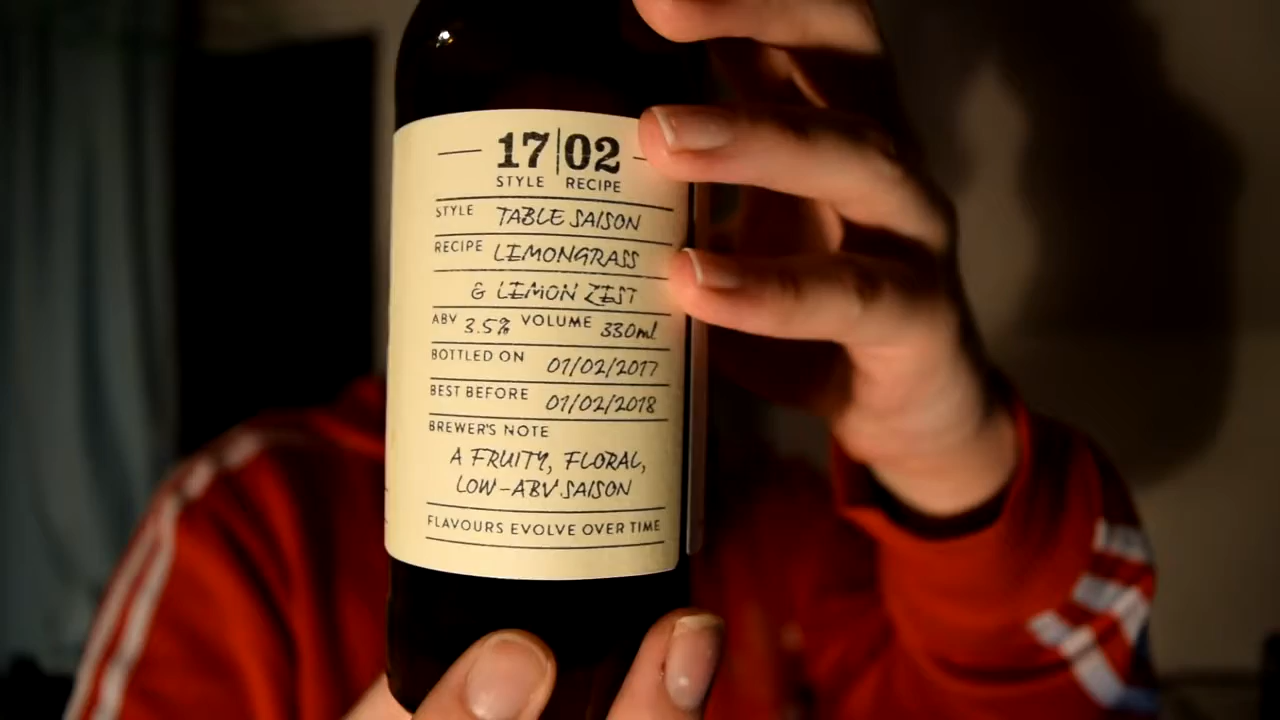 17|02
STYLE RECIPE
STYLE TABLE SAISON
RECIPE LEMONGRASS
& LEMON ZEST
ABV 3.5% VOLUME 330ml
BOTTLED ON 01/02/2017
BEST BEFORE 01/02/2018
BREWER'S NOTE
A FRUITY, FLORAL,
LOW-ABV SAISON
FLAVOURS EVOLVE OVER TIME